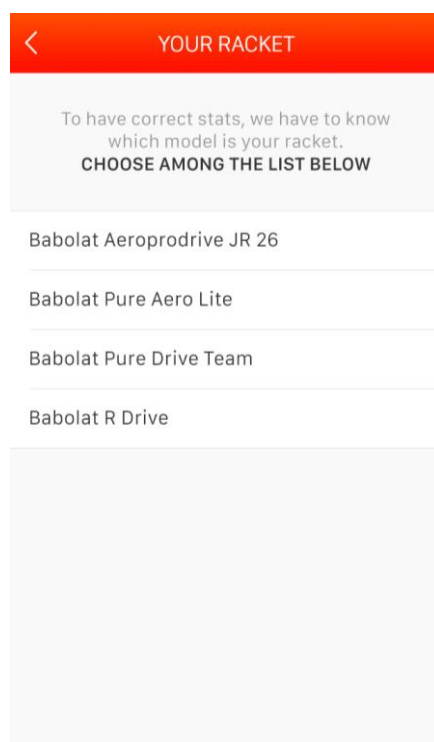 YOUR RACKET
To have correct stats, we have to know
which model is your racket.
CHOOSE AMONG THE LIST BELOW
Babolat Aeroprodrive JR 26
Babolat Pure Aero Lite
Babolat Pure Drive Team
Babolat R Drive